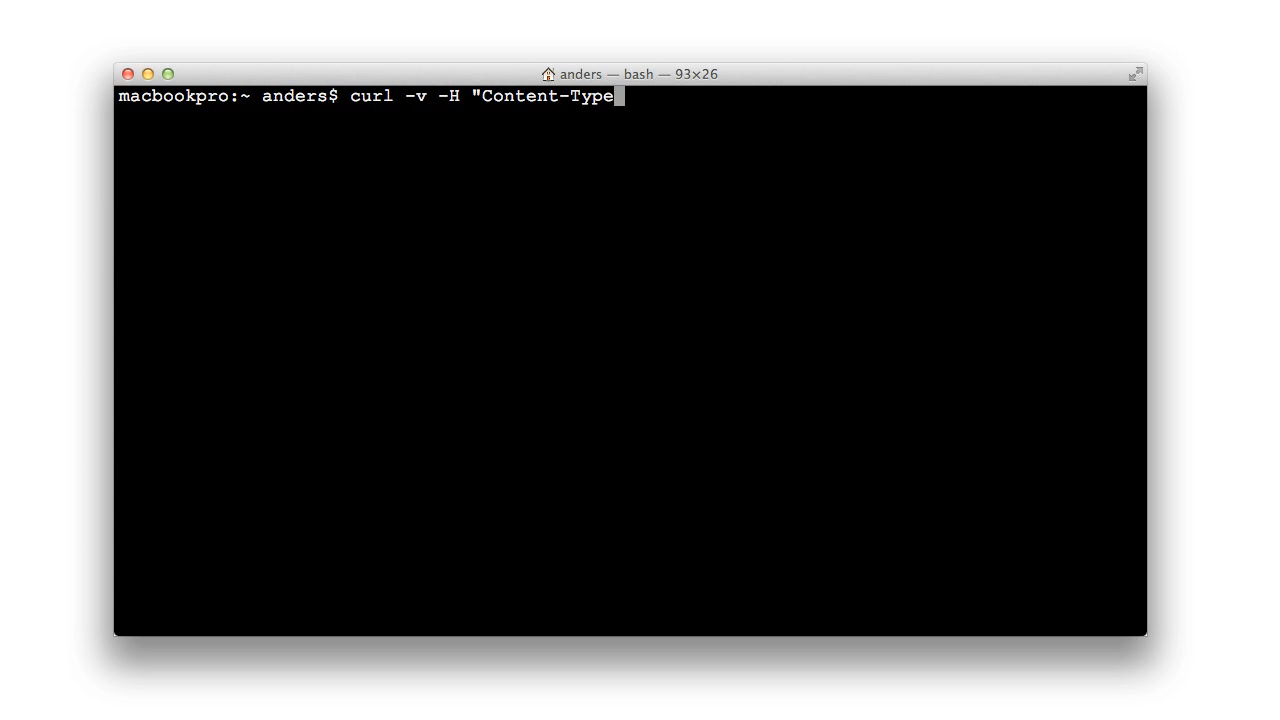 anders — bash — 93×26
macbookpro:~ anders$ curl -v -H "Content-Type